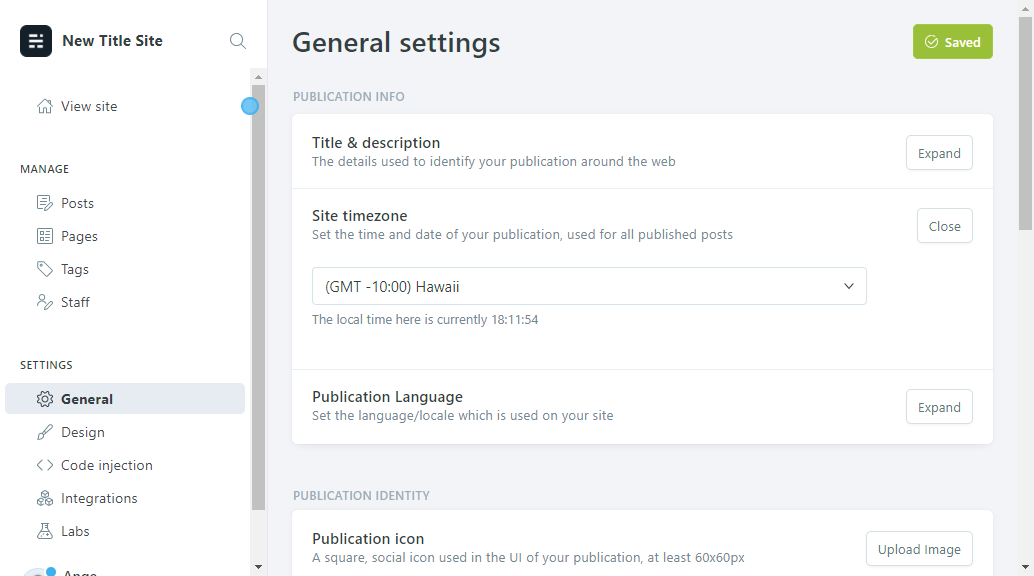 New Title Site
View site
MANAGE
Posts
Pages
Tags
Staff
SETTINGS
General
Design
Code injection
Integrations
Labs
Ange
General settings
Saved
PUBLICATION INFO
Title & description
The details used to identify your publication around the web
Expand
Site timezone
Set the time and date of your publication, used for all published posts
Close
(GMT -10:00) Hawaii
The local time here is currently 18:11:54
Publication Language
Set the language/locale which is used on your site
Expand
PUBLICATION IDENTITY
Publication icon
A square, social icon used in the UI of your publication, at least 60x60px
Upload Image